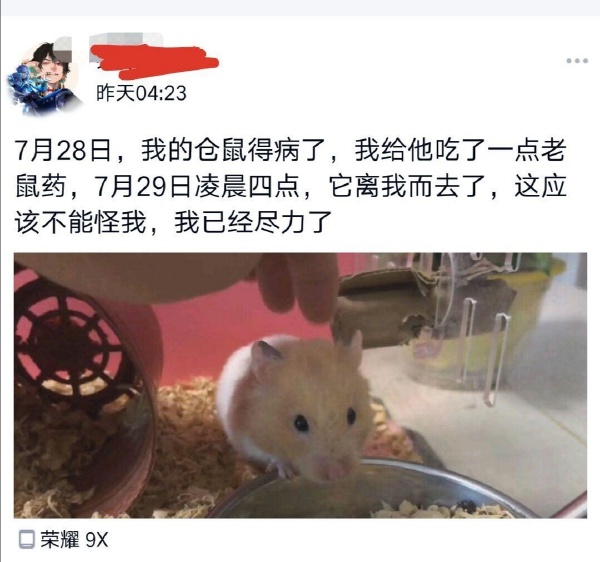 昨天04:23
7月28日，我的仓鼠得病了，我给他吃了一点老
鼠药，7月29日凌晨四点，它离我而去了，这应
该不能怪我，我已经尽力了
荣耀 9X